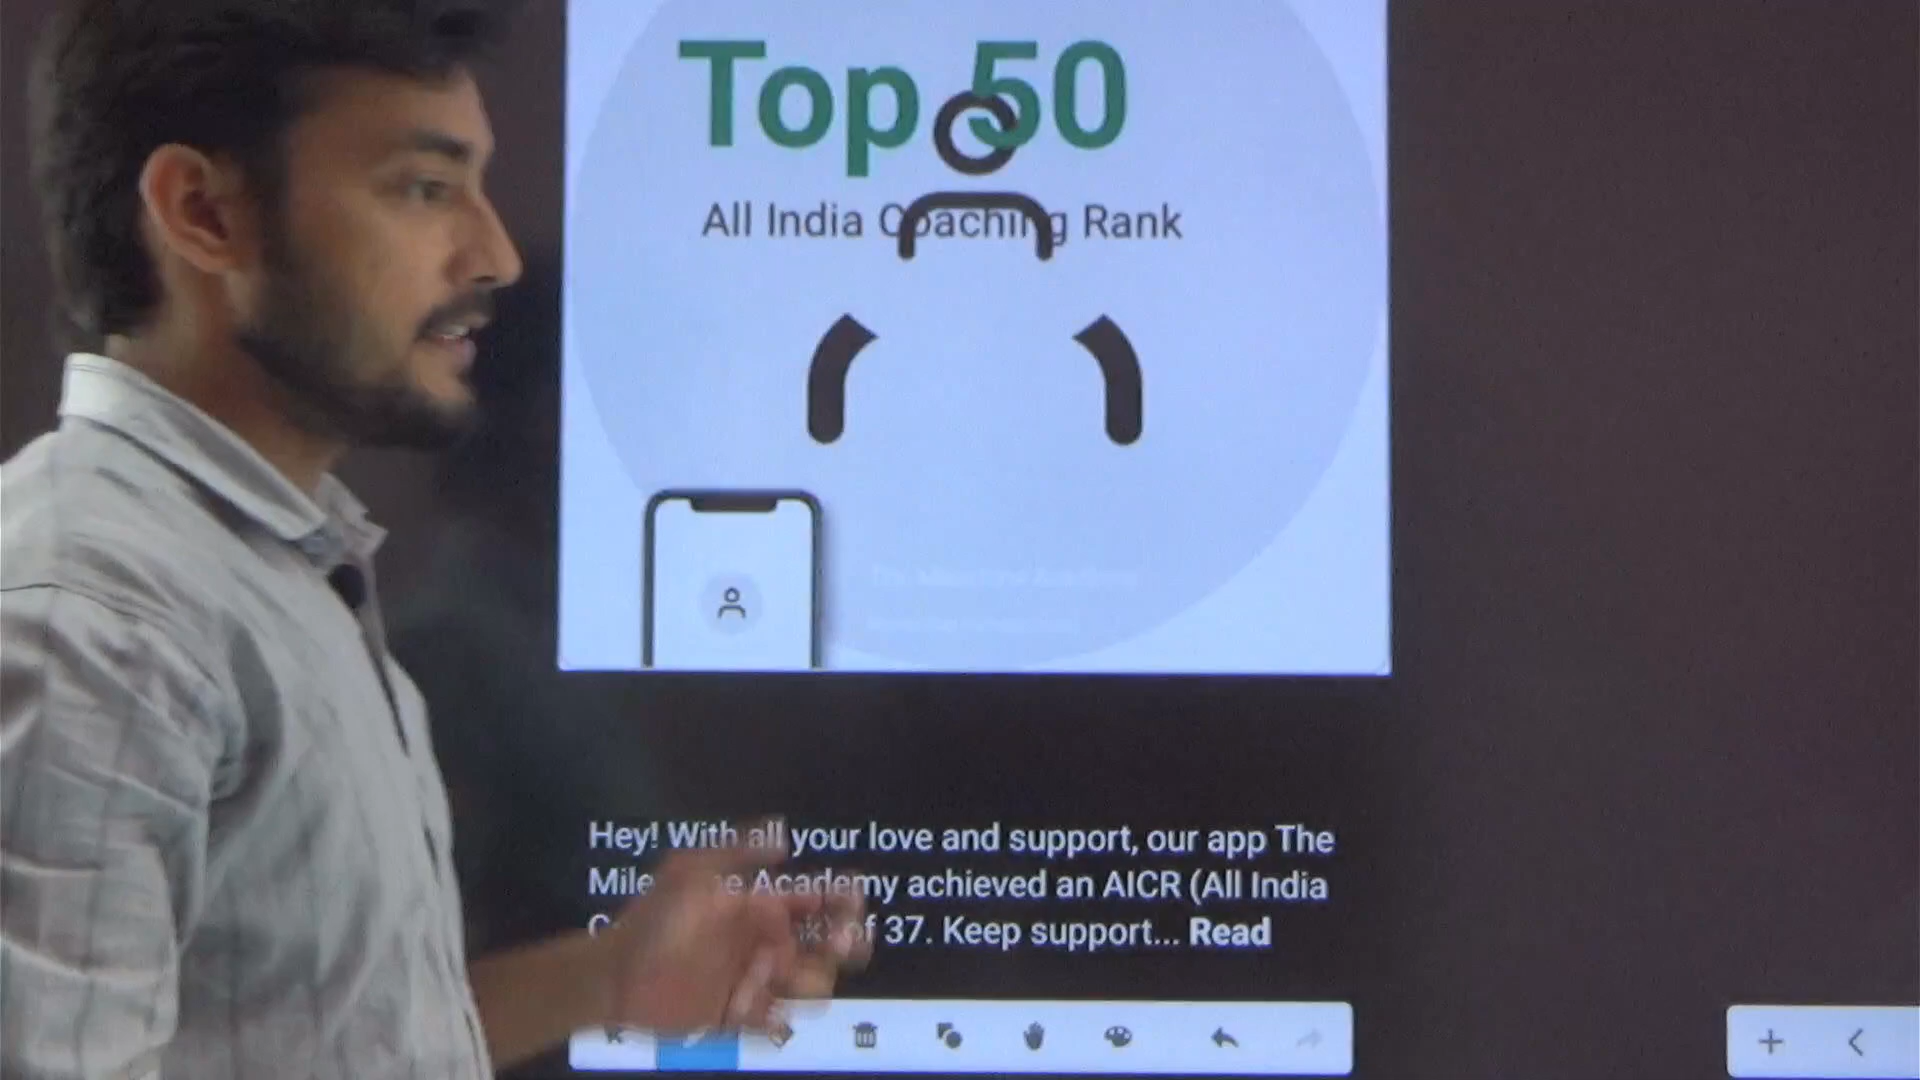 Top 50
All India Coaching Rank
Hey! With all your love and support, our app The
Academy achieved an AICR (All India
of 37. Keep support... Read